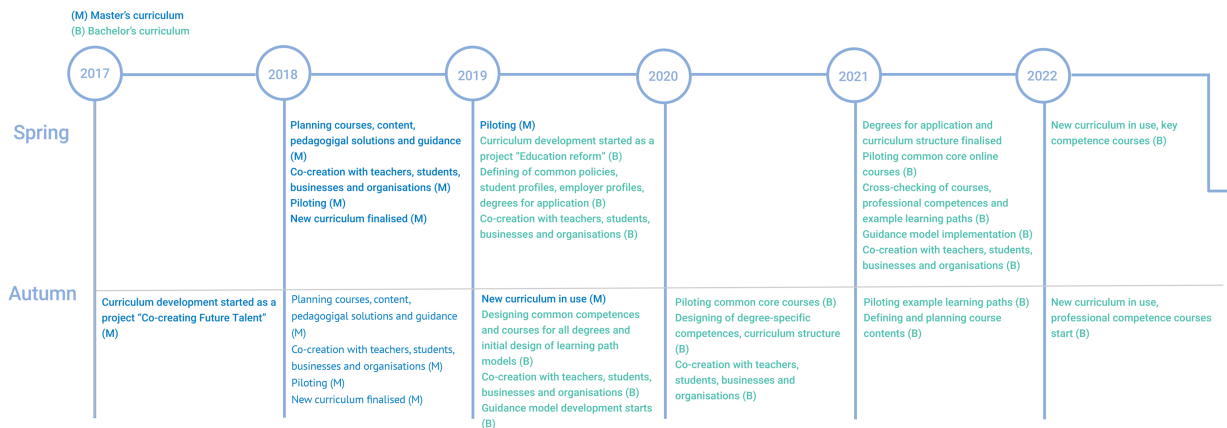 (M) Master's curriculum
(B) Bachelor's curriculum
2017
2018
2019
2020
2021
2022
Spring
Planning courses, content,
pedagogigal solutions and guidance
(M)
Co-creation with teachers, students,
businesses and organisations (M)
Piloting (M)
New curriculum finalised (M)
Piloting (M)
Curriculum development started as a
project "Education reform" (B)
Defining of common policies,
student profiles, employer profiles,
degrees for application (B)
Co-creation with teachers, students,
businesses and organisations (B)
Degrees for application and
curriculum structure finalised
Piloting common core online
courses (B)
Cross-checking of courses,
professional competences and
example learning paths (B)
Guidance model implementation (B)
Co-creation with teachers, students,
businesses and organisations (B)
New curriculum in use, key
competence courses (B)
Autumn
Curriculum development started as a
project "Co-creating Future Talent"
(M)
Planning courses, content,
pedagogigal solutions and guidance
(M)
Co-creation with teachers, students,
businesses and organisations (M)
Piloting (M)
New curriculum finalised (M)
New curriculum in use (M)
Designing common competences
and courses for all degrees and
initial design of learning path
models (B)
Co-creation with teachers, students,
businesses and organisations (B)
Guidance model development starts
(B)
Piloting common core courses (B)
Designing of degree-specific
competences, curriculum structure
(B)
Co-creation with teachers,
students, businesses and
organisations (B)
Piloting example learning paths (B)
Defining and planning course
contents (B)
New curriculum in use,
professional competence courses
start (B)